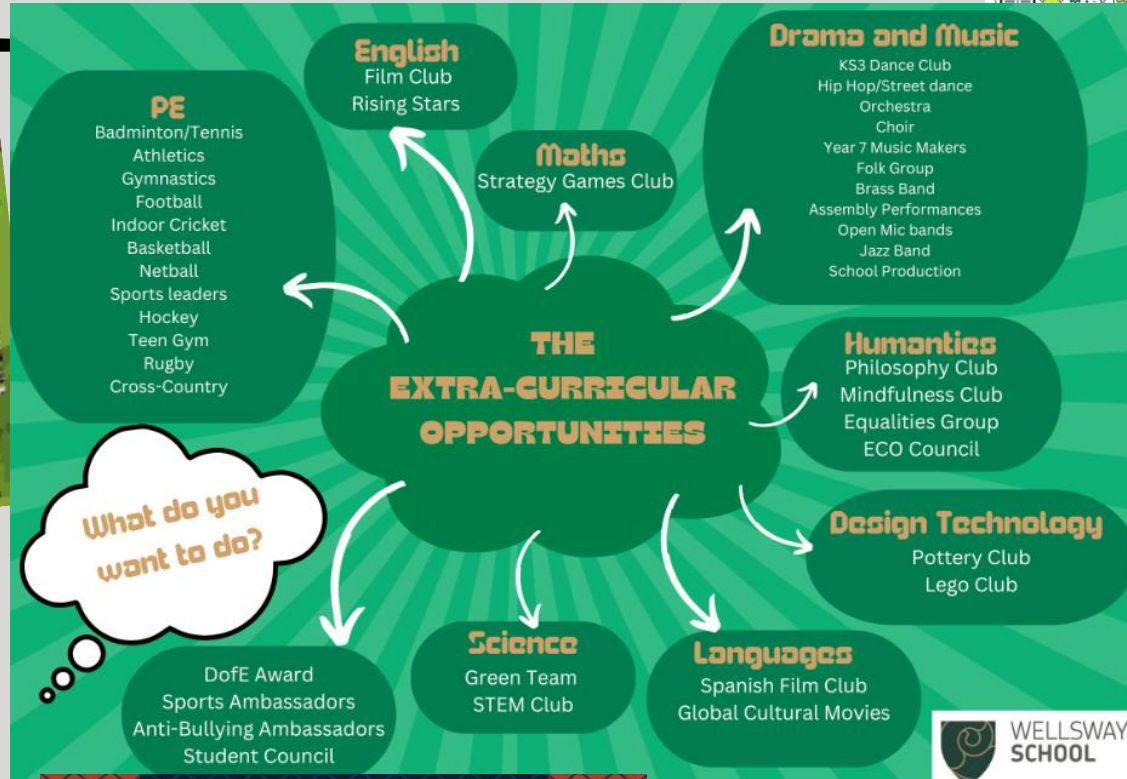 English
Film Club
Rising Stars
Drama and Music
KS3 Dance Club
Hip Hop/Street dance
Orchestra
Choir
Year 7 Music Makers
Folk Group
Brass Band
Assembly Performances
Open Mic bands
Jazz Band
School Production
PE
Badminton/Tennis
Athletics
Gymnastics
Football
Indoor Cricket
Basketball
Netball
Sports leaders
Hockey
Teen Gym
Rugby
Cross-Country
Maths
Strategy Games Club
THE
EXTRA-CURRICULAR
OPPORTUNITIES
Humanties
Philosophy Club
Mindfulness Club
Equalities Group
ECO Council
What do you
want to do?
Design Technology
Pottery Club
Lego Club
DofE Award
Sports Ambassadors
Anti-Bullying Ambassadors
Student Council
Science
Green Team
STEM Club
Languages
Spanish Film Club
Global Cultural Movies
WELLSWAY
SCHOOL